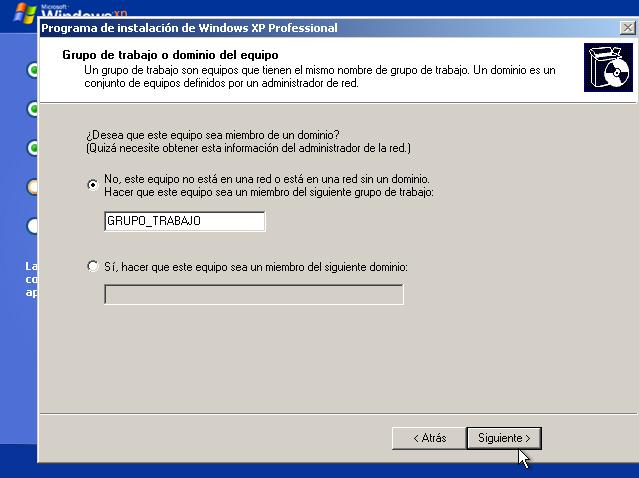 Microsoft
Windows xp
Programa de instalación de Windows XP Professional
Grupo de trabajo o dominio del equipo
Un grupo de trabajo son equipos que tienen el mismo nombre de grupo de trabajo. Un dominio es un
conjunto de equipos definidos por un administrador de red.
¿Desea que este equipo sea miembro de un dominio?
(Quizá necesite obtener esta información del administrador de la red.)
No, este equipo no está en una red o está en una red sin un dominio.
Hacer que este equipo sea un miembro del siguiente grupo de trabajo:
GRUPO_TRABAJO
Sí, hacer que este equipo sea un miembro del siguiente dominio:
La
co
ap
< Atrás
Siguiente >